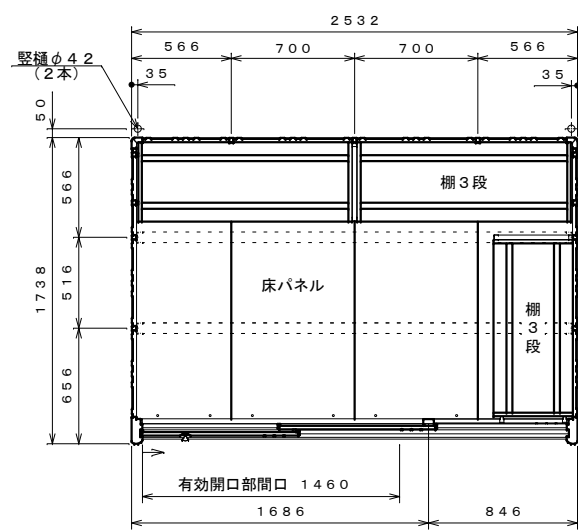 ２５３２
５６６
７００
７００
５６６
竪樋φ４２
（２本）
３５
３５
５０
５６６
５１６
６５６
１７３８
棚３段
床パネル
棚３段
有効開口部間口 １４６０
１６８６
８４６